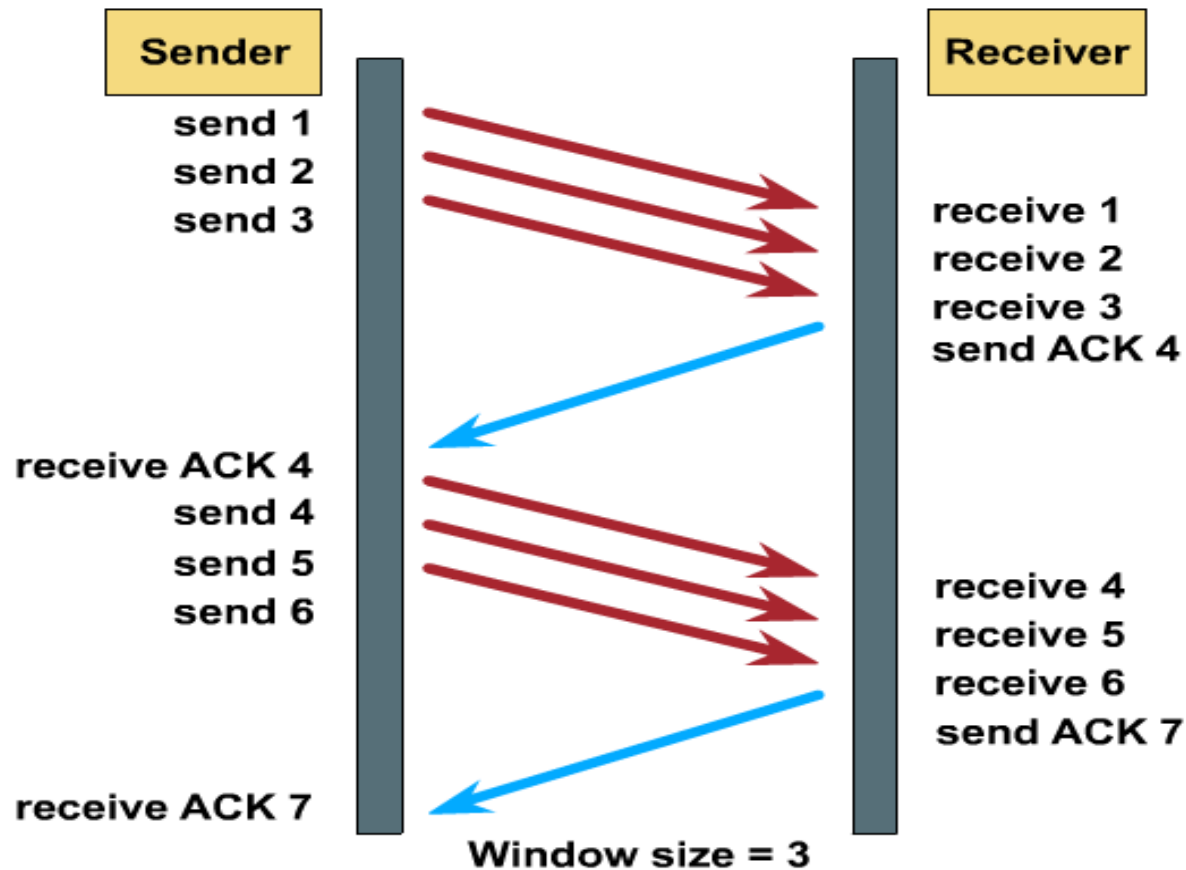 Sender
Receiver
send 1
send 2
send 3
receive 1
receive 2
receive 3
send ACK 4
receive ACK 4
send 4
send 5
send 6
receive 4
receive 5
receive 6
send ACK 7
receive ACK 7
Window size = 3